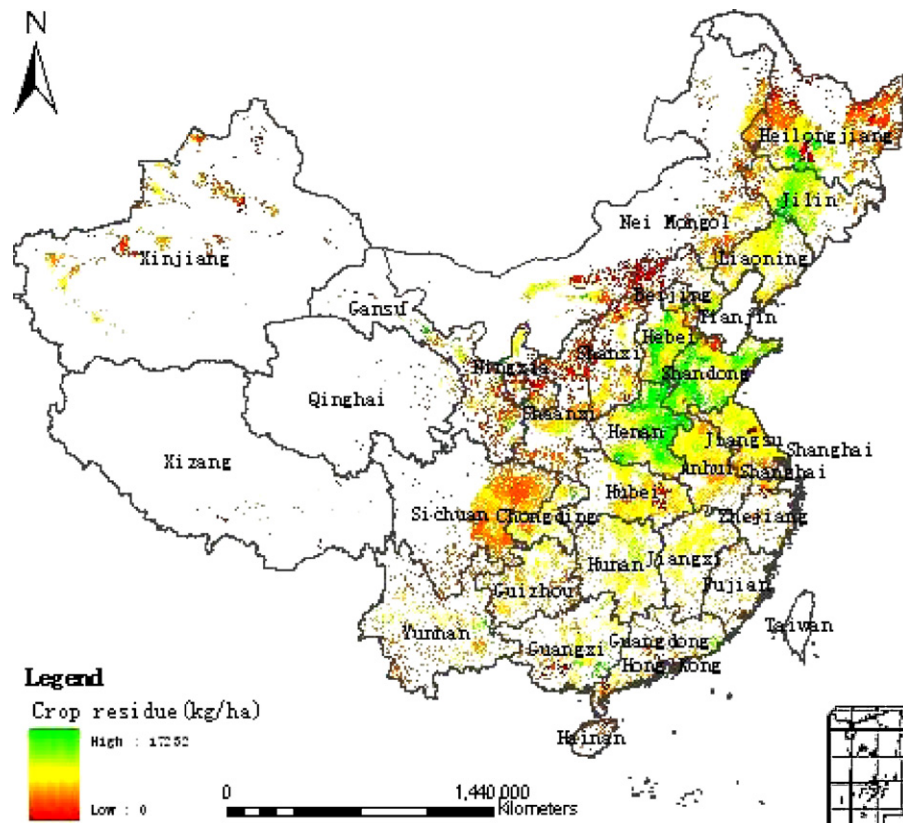 N
Heilongjiang
Jilin
Nei Mongol
Liaoning
Xinjiang
Beijing
Tianjin
Gansu
Hebei
Shanxi
Shandong
Ningxia
Qinghai
Shaanxi
Henan
Jiangsu
Shanghai
Xizang
Anhui
Shanghai
Hubei
Sichuan
Chongding
Zhejiang
Hunan
Jiangxi
Guizhou
Fujian
Yunnan
Taiwan
Guangxi
Guangdong
Hong Kong
Hainan
Legend
Crop residue(kg/ha)
High : 17252
Low : 0
0
1,440,000
Kilometers